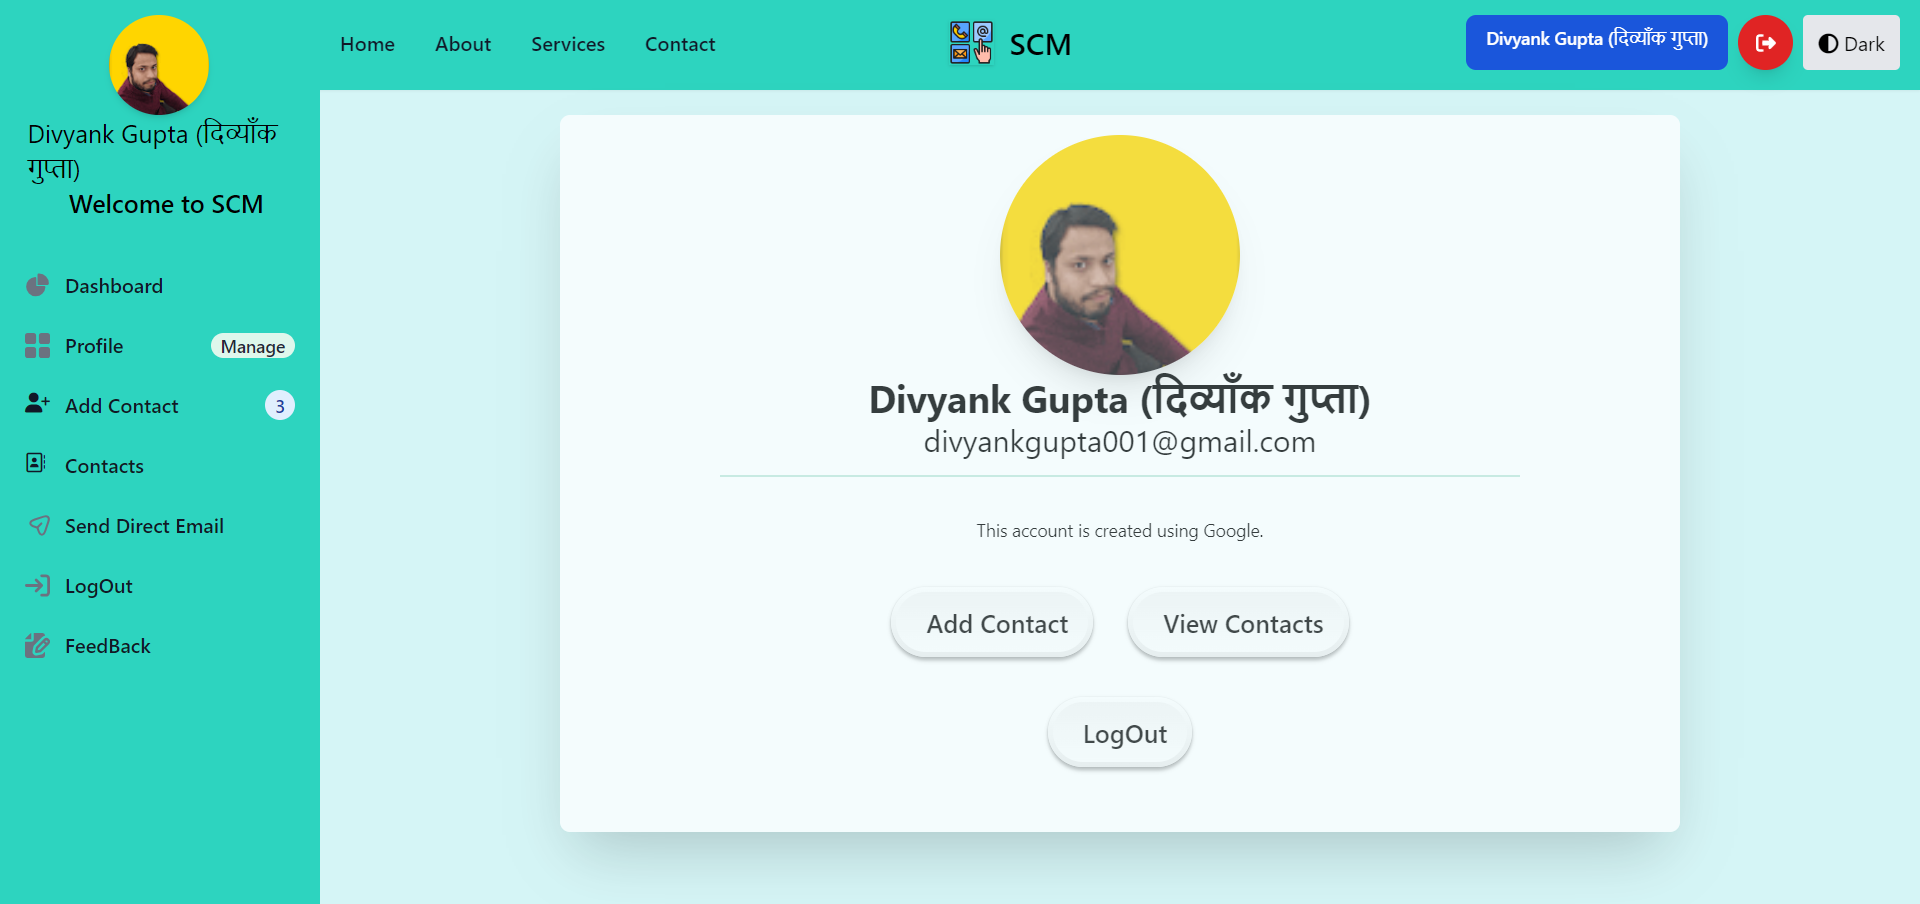 Divyank Gupta (दिव्याँक
गुप्ता)
Welcome to SCM
Dashboard
Profile
Manage
Add Contact
3
Contacts
Send Direct Email
LogOut
FeedBack
Home
About
Services
Contact
SCM
Divyank Gupta (दिव्याँक गुप्ता)
Dark
Divyank Gupta (दिव्याँक गुप्ता)
divyankgupta001@gmail.com
This account is created using Google.
Add Contact
View Contacts
LogOut